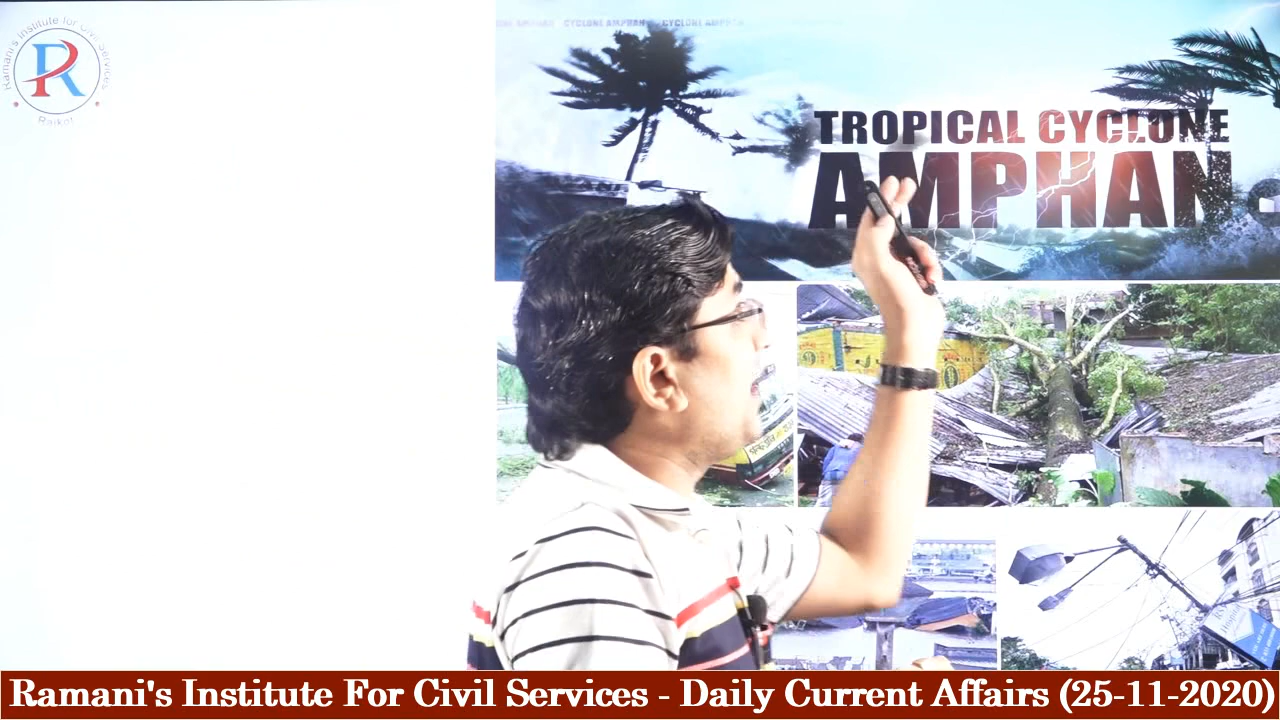 Ramani's Institute for Civil Services
R
Rajkot
CYCLONE AMPHAN CYCLONE AMPHAN
TROPICAL CYCLONE
AMPHAN
Ramani's Institute For Civil Services - Daily Current Affairs (25-11-2020)